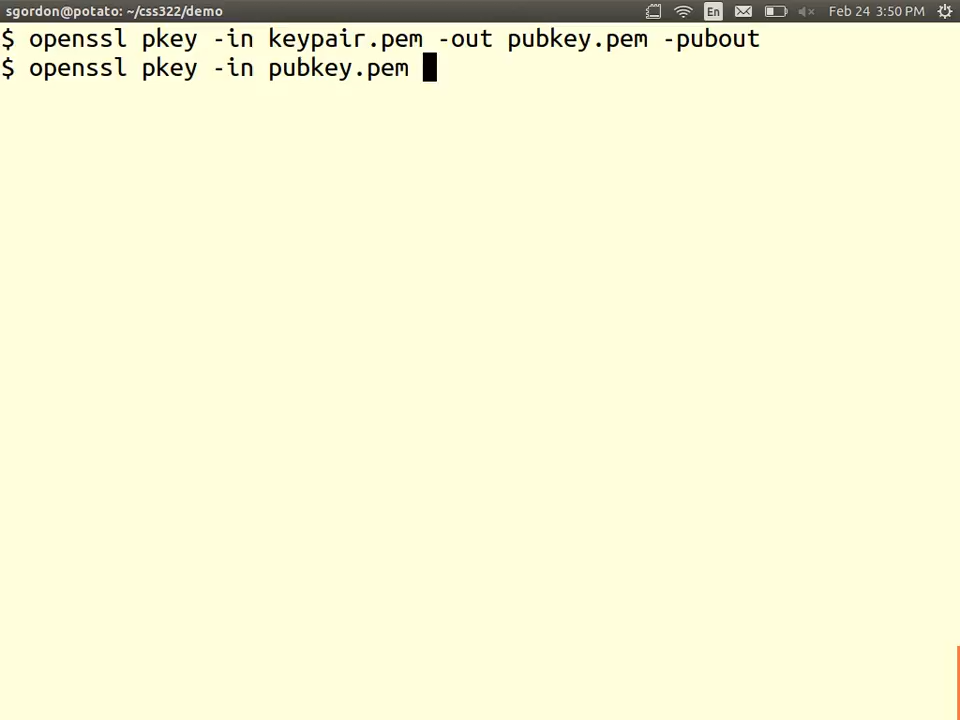 sgordon@potato: ~/css322/demo En Feb 24 3:50 PM
$ openssl pkey -in keypair.pem -out pubkey.pem -pubout
$ openssl pkey -in pubkey.pem